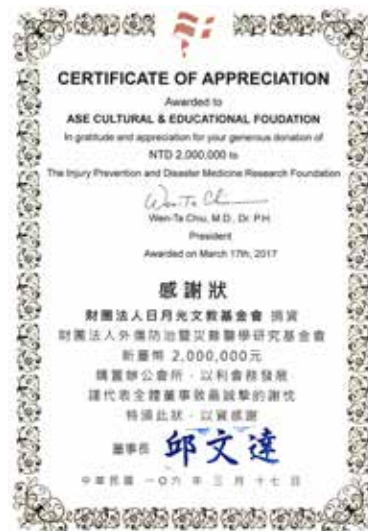 CERTIFICATE OF APPRECIATION
Awarded to
ASE CULTURAL & EDUCATIONAL FOUDATION
In gratitude and appreciation for your generous donation of
NTD 2,000,000 to
The Injury Prevention and Disaster Medicine Research Foundation
Wen-Ta Chiu
Wen-Ta Chiu, M.D., Dr. P.H
President
Awarded on March 17th, 2017
感謝狀
財團法人日月光文教基金會 捐資
財團法人外傷防治暨災難醫學研究基金會
新臺幣 2,000,000元
購置辦公會所，以利會務發展
謹代表全體董事致最誠摯的謝忱
特頒此狀，以資感謝
董事長 邱文達
中華民國 一〇六 年 三 月 十七 日